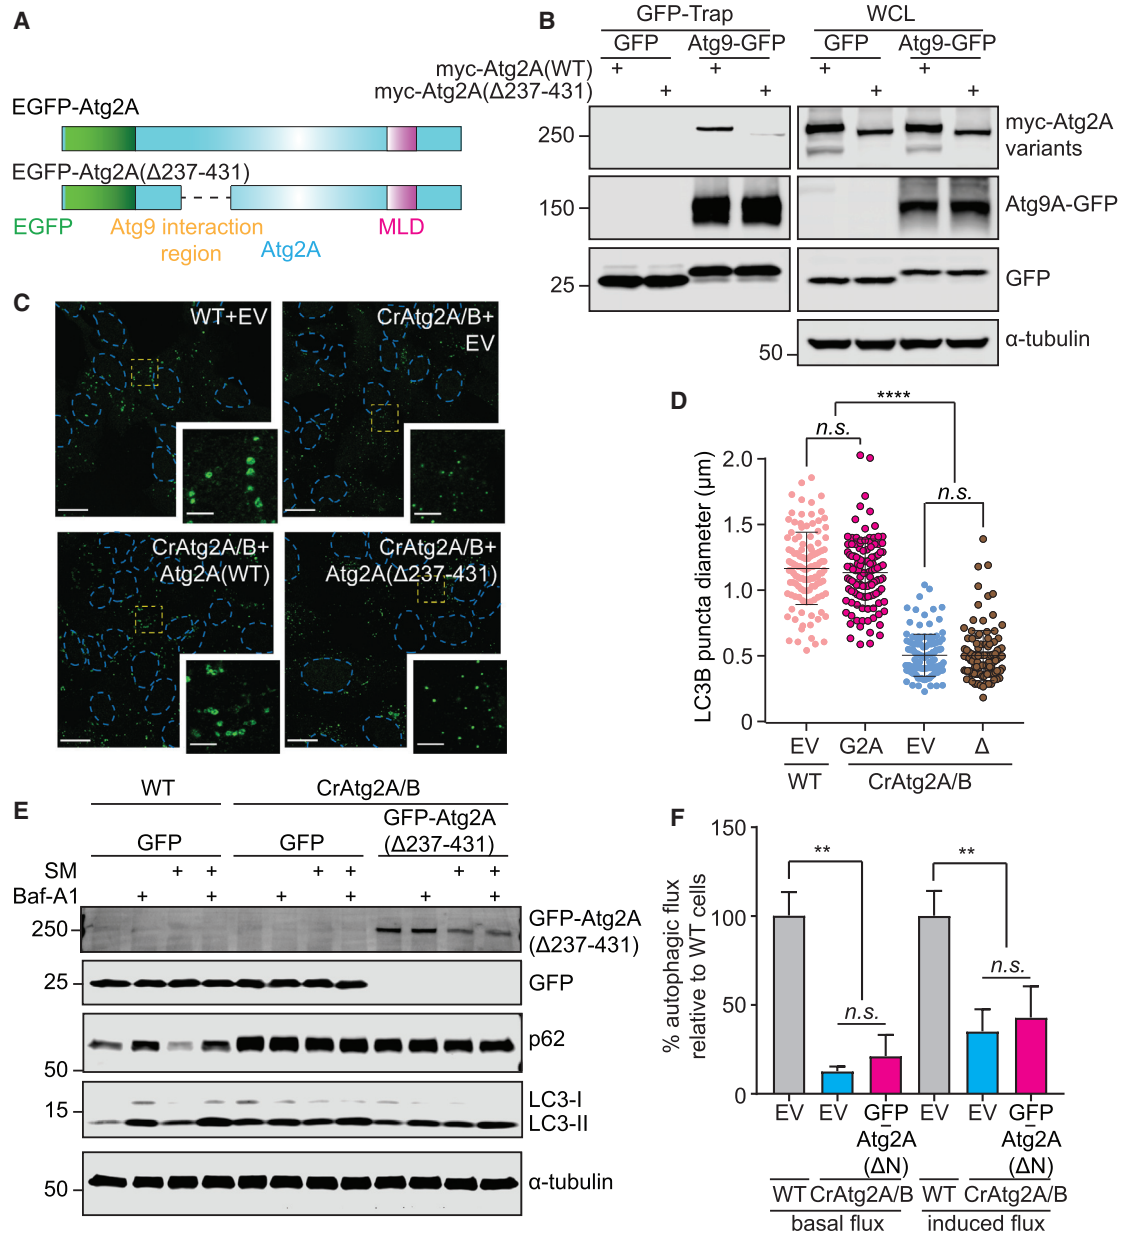 A
EGFP-Atg2A
EGFP-Atg2A(Δ237-431)
EGFP
Atg9 interaction
region
Atg2A
MLD
B
GFP-Trap
WCL
GFP
Atg9-GFP
GFP
Atg9-GFP
myc-Atg2A(WT)
+
+
+
+
myc-Atg2A(Δ237-431)
+
+
+
+
250
myc-Atg2A
variants
150
Atg9A-GFP
25
GFP
50
α-tubulin
C
WT+EV
CrAtg2A/B+
EV
CrAtg2A/B+
Atg2A(WT)
CrAtg2A/B+
Atg2A(Δ237-431)
D
****
n.s.
n.s.
LC3B puncta diameter (μm)
2.0
1.5
1.0
0.5
0
EV
G2A
EV
Δ
WT
CrAtg2A/B
E
WT
CrAtg2A/B
GFP
GFP
GFP-Atg2A
(Δ237-431)
SM
+
+
+
+
+
+
Baf-A1
+
+
+
+
+
+
250
GFP-Atg2A
(Δ237-431)
25
GFP
p62
50
LC3-I
15
LC3-II
50
α-tubulin
F
% autophagic flux
relative to WT cells
150
100
50
0
**
**
n.s.
n.s.
EV
EV
GFP
–
Atg2A
(ΔN)
EV
EV
GFP
–
Atg2A
(ΔN)
WT
CrAtg2A/B
WT
CrAtg2A/B
basal flux
induced flux